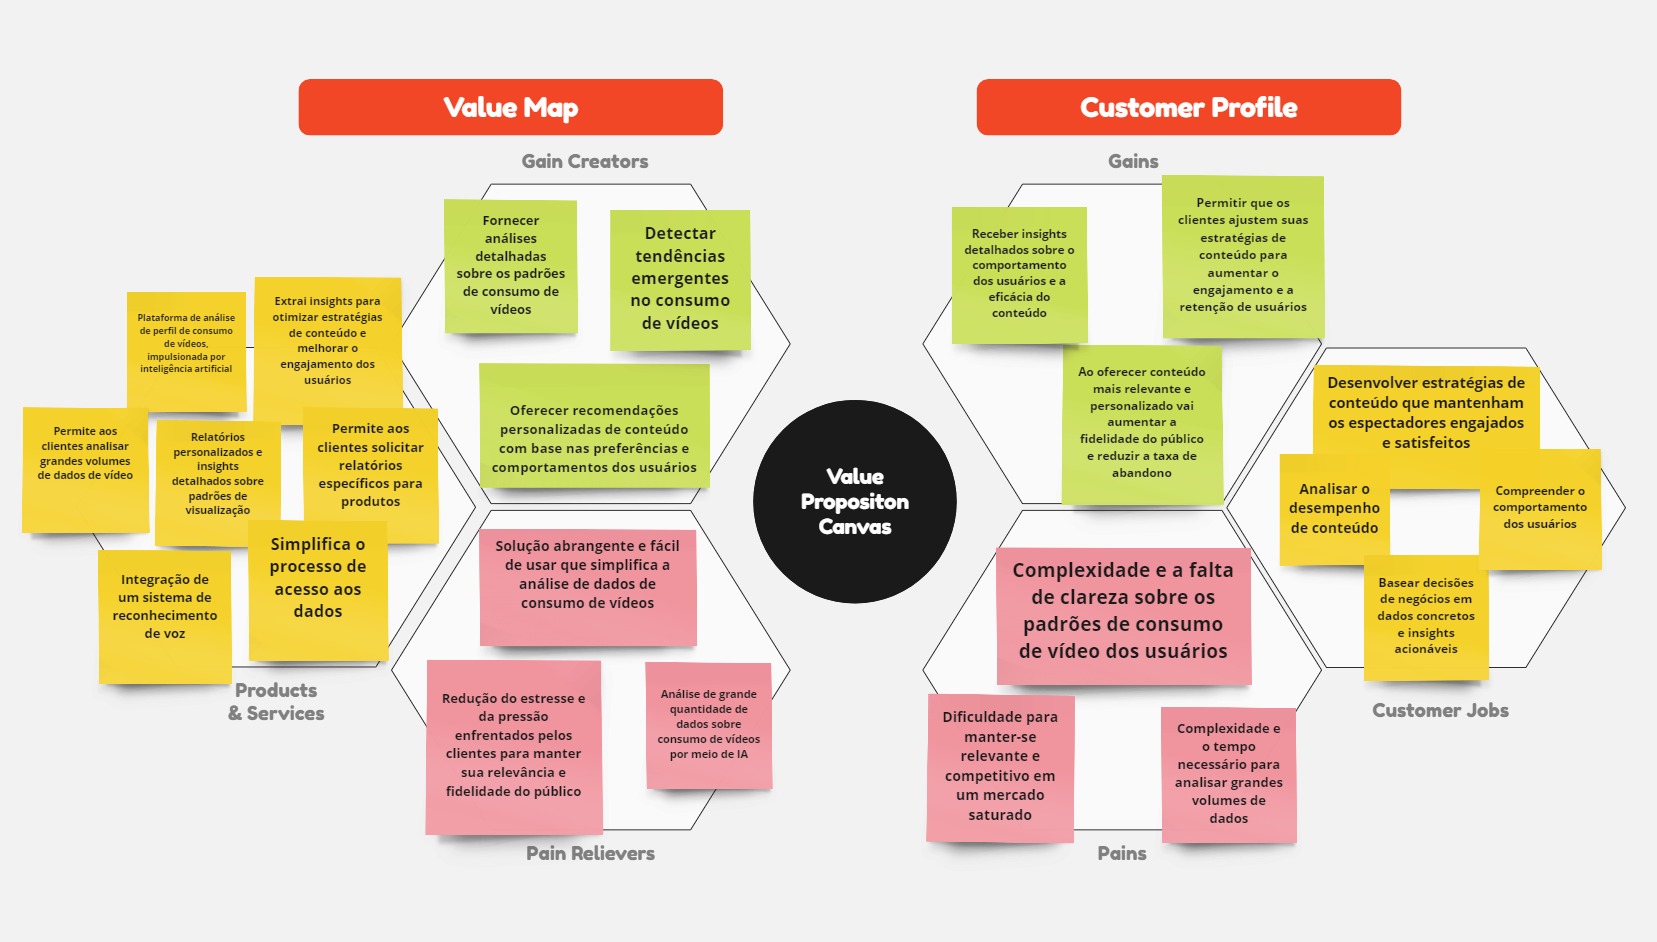 Value Map
Customer Profile
Gain Creators
Fornecer
análises
detalhadas
sobre os padrões
de consumo de
vídeos
Detectar
tendências
emergentes
no consumo
de vídeos
Oferecer recomendações
personalizadas de conteúdo
com base nas preferências e
comportamentos dos usuários
Plataforma de análise
de perfil de consumo
de vídeos,
impulsionada por
inteligência artificial
Extrai insights para
otimizar estratégias
de conteúdo e
melhorar o
engajamento dos
usuários
Permite aos
clientes analisar
grandes volumes
de dados de vídeo
Relatórios
personalizados e
insights
detalhados sobre
padrões de
visualização
Permite aos
clientes solicitar
relatórios
específicos para
produtos
Integração de
um sistema de
reconhecimento
de voz
Simplifica o
processo de
acesso aos
dados
Products
& Services
Solução abrangente e fácil
de usar que simplifica a
análise de dados de
consumo de vídeos
Redução do estresse e
da pressão
enfrentados pelos
clientes para manter
sua relevância e
fidelidade do público
Análise de grande
quantidade de
dados sobre
consumo de vídeos
por meio de IA
Pain Relievers
Value
Propositon
Canvas
Gains
Receber insights
detalhados sobre o
comportamento
dos usuários e a
eficácia do
conteúdo
Permitir que os
clientes ajustem suas
estratégias de
conteúdo para
aumentar o
engajamento e a
retenção de usuários
Ao oferecer conteúdo
mais relevante e
personalizado vai
aumentar a
fidelidade do público
e reduzir a taxa de
abandono
Desenvolver estratégias de
conteúdo que mantenham
os espectadores engajados
e satisfeitos
Analisar o
desempenho
de conteúdo
Compreender o
comportamento
dos usuários
Basear decisões
de negócios em
dados concretos
e insights
acionáveis
Customer Jobs
Complexidade e a falta
de clareza sobre os
padrões de consumo
de vídeo dos usuários
Dificuldade para
manter-se
relevante e
competitivo em
um mercado
saturado
Complexidade e
o tempo
necessário para
analisar grandes
volumes de
dados
Pains